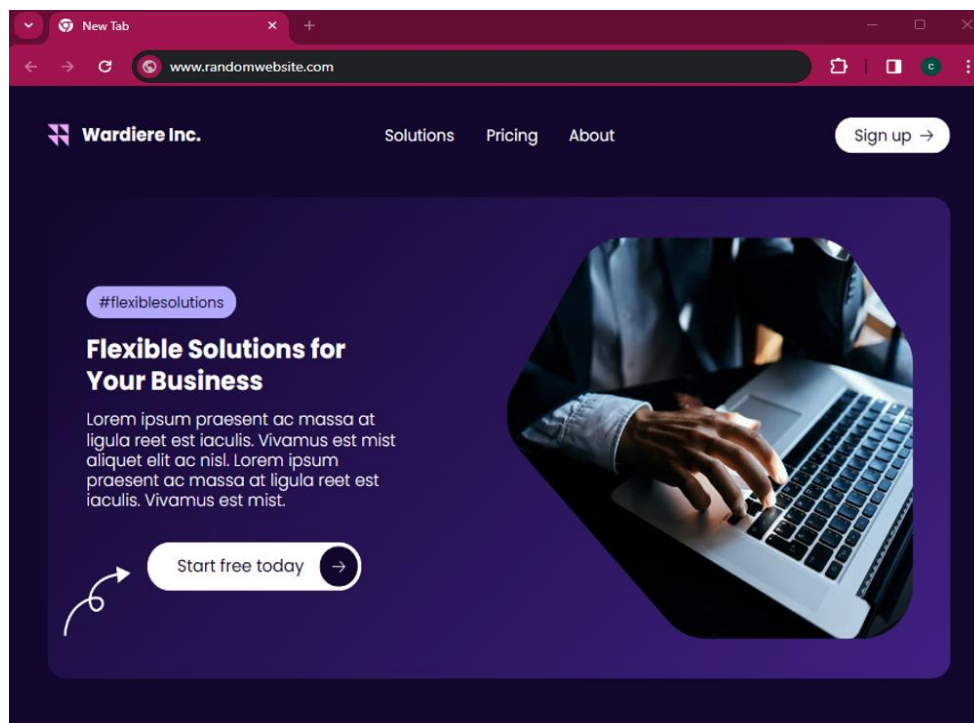 New Tab
www.randomwebsite.com
C
Wardiere Inc.
Solutions Pricing About
Sign up →
#flexiblesolutions
Flexible Solutions for
Your Business
Lorem ipsum praesent ac massa at
ligula reet est iaculis. Vivamus est mist
aliquet elit ac nisl. Lorem ipsum
praesent ac massa at ligula reet est
iaculis. Vivamus est mist.
Start free today →